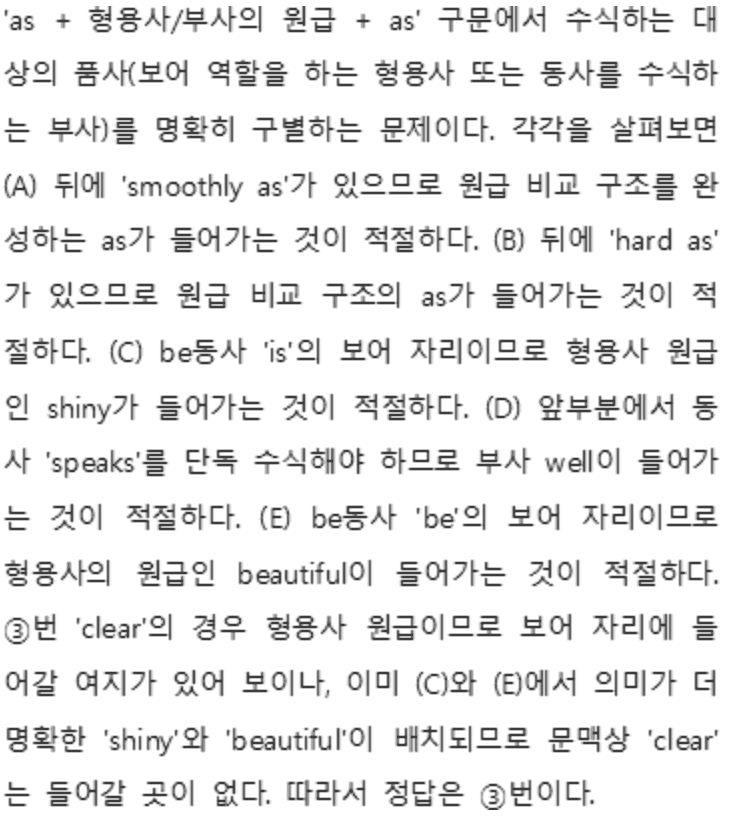 'as + 형용사/부사의 원급 + as' 구문에서 수식하는 대
상의 품사(보어 역할을 하는 형용사 또는 동사를 수식하
는 부사)를 명확히 구별하는 문제이다. 각각을 살펴보면
(A) 뒤에 'smoothly as'가 있으므로 원급 비교 구조를 완
성하는 as가 들어가는 것이 적절하다. (B) 뒤에 'hard as'
가 있으므로 원급 비교 구조의 as가 들어가는 것이 적
절하다. (C) be동사 'is'의 보어 자리이므로 형용사 원급
인 shiny가 들어가는 것이 적절하다. (D) 앞부분에서 동
사 'speaks'를 단독 수식해야 하므로 부사 well이 들어가
는 것이 적절하다. (E) be동사 'be'의 보어 자리이므로
형용사의 원급인 beautiful이 들어가는 것이 적절하다.
③번 'clear'의 경우 형용사 원급이므로 보어 자리에 들
어갈 여지가 있어 보이나, 이미 (C)와 (E)에서 의미가 더
명확한 'shiny'와 'beautiful'이 배치되므로 문맥상 'clear'
는 들어갈 곳이 없다. 따라서 정답은 ③번이다.